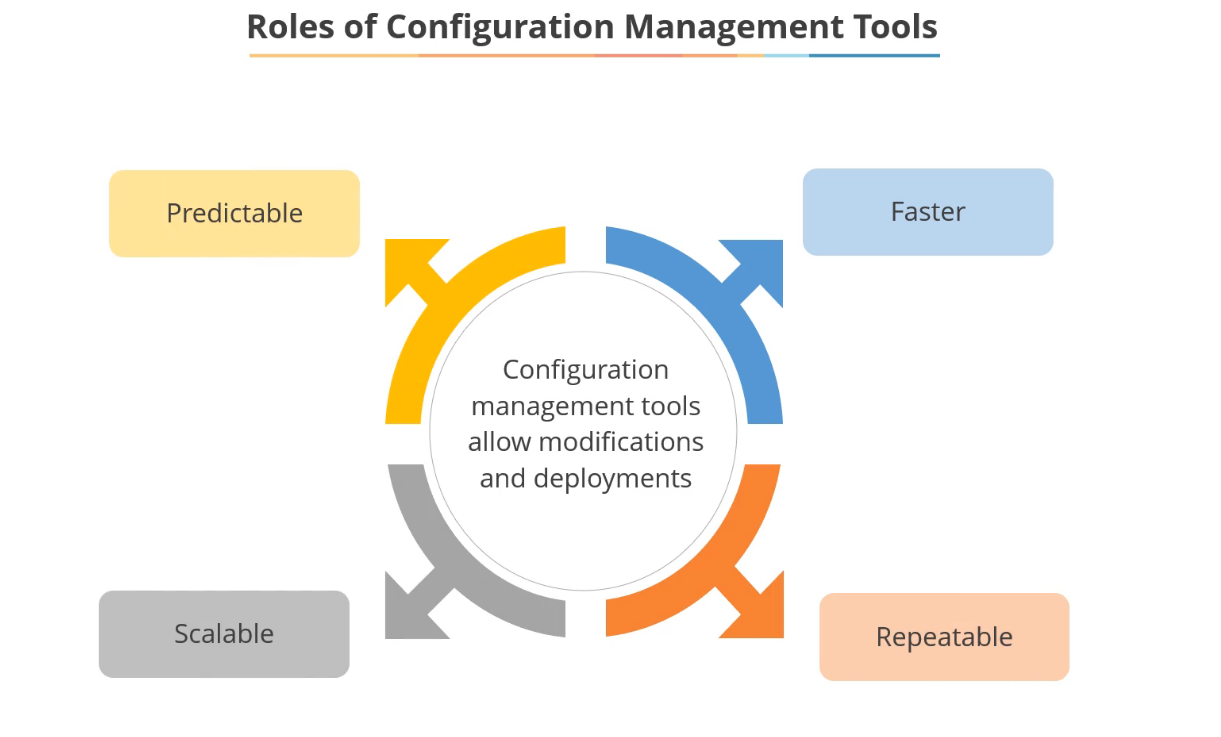 Roles of Configuration Management Tools
Predictable
Faster
Configuration
management tools
allow modifications
and deployments
Scalable
Repeatable